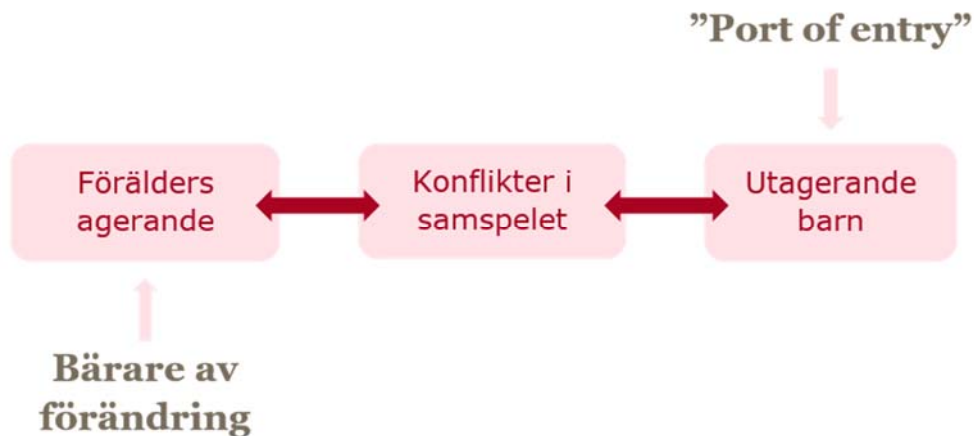 ”Port of entry”
Förälders
agerande
Konflikter i
samspelet
Utagerande
barn
Bärare av
förändring